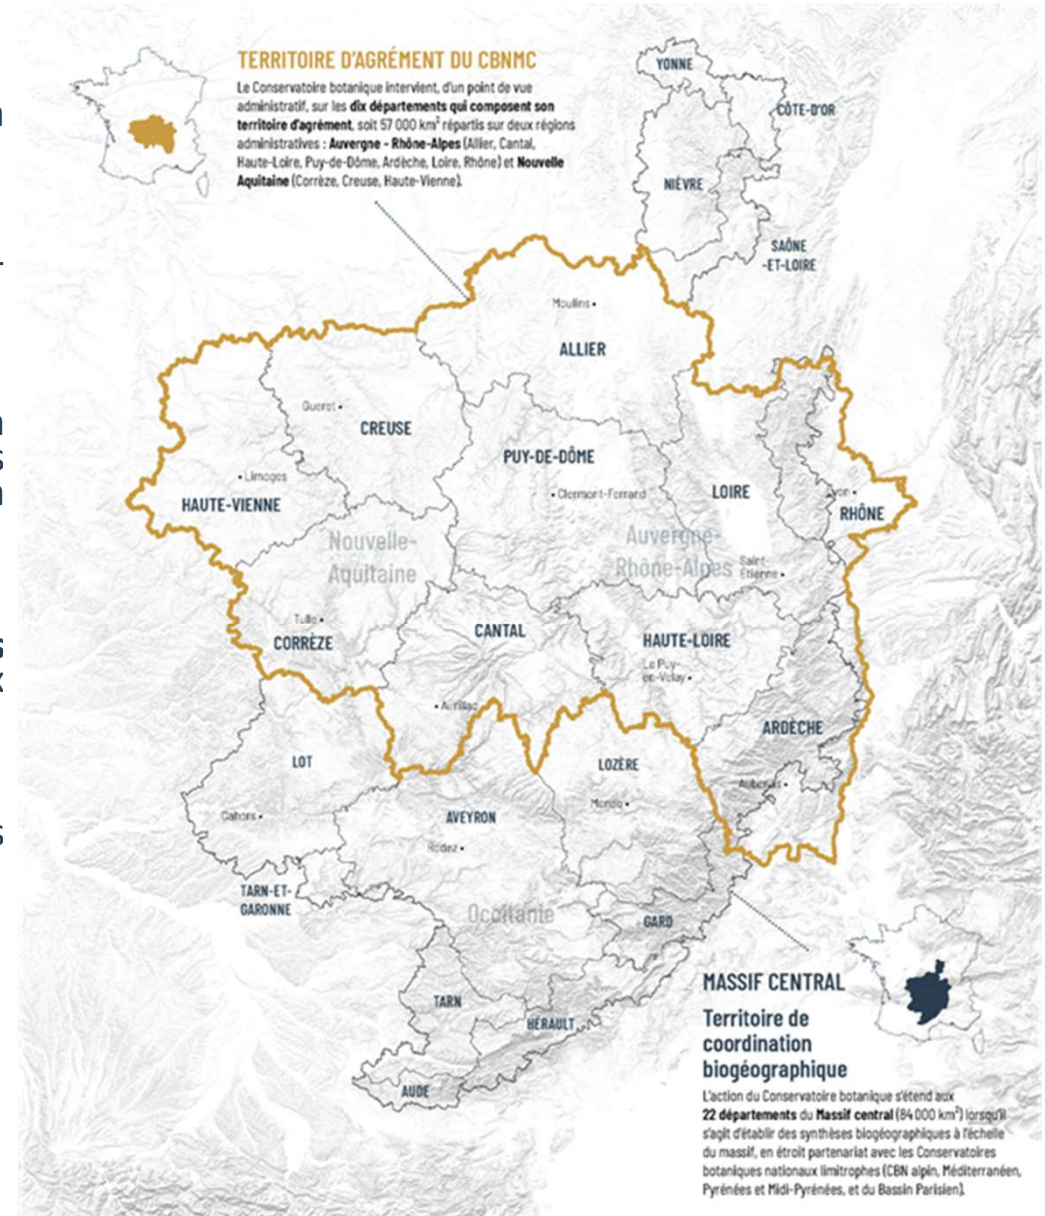 TERRITOIRE D'AGRÉMENT DU CBNMC
Le Conservatoire botanique intervient, d'un point de vue
administratif, sur les dix départements qui composent son
territoire d'agrément, soit 57 000 km² répartis sur deux régions
administratives : Auvergne - Rhône-Alpes (Allier, Cantal,
Haute-Loire, Puy-de-Dôme, Ardèche, Loire, Rhône) et Nouvelle
Aquitaine (Corrèze, Creuse, Haute-Vienne).
YONNE
CÔTE-D'OR
NIÈVRE
SAÔNE
-ET-LOIRE
Moulins
ALLIER
Gueret
CREUSE
PUY-DE-DÔME
Limoges
HAUTE-VIENNE
Clermont-Ferrand
LOIRE
Lyon
RHÔNE
Nouvelle-
Aquitaine
Auvergne-
Rhône-Alpes
Saint-
Étienne
Tulle
CORRÈZE
CANTAL
HAUTE-LOIRE
Le Puy-
en-Velay
Aurillac
ARDÈCHE
LOT
LOZÈRE
Aubenas
Mende
Cahors
AVEYRON
Rodez
TARN-ET-
GARONNE
Occitanie
GARD
TARN
HÉRAULT
AUDE
MASSIF CENTRAL
Territoire de
coordination
biogéographique
L'action du Conservatoire botanique s'étend aux
22 départements du Massif central (84 000 km²) lorsqu'il
s'agit d'établir des synthèses biogéographiques à l'échelle
du massif, en étroit partenariat avec les Conservatoires
botaniques nationaux limitrophes (CBN alpin, Méditerranéen,
Pyrénées et Midi-Pyrénées, et du Bassin Parisien).